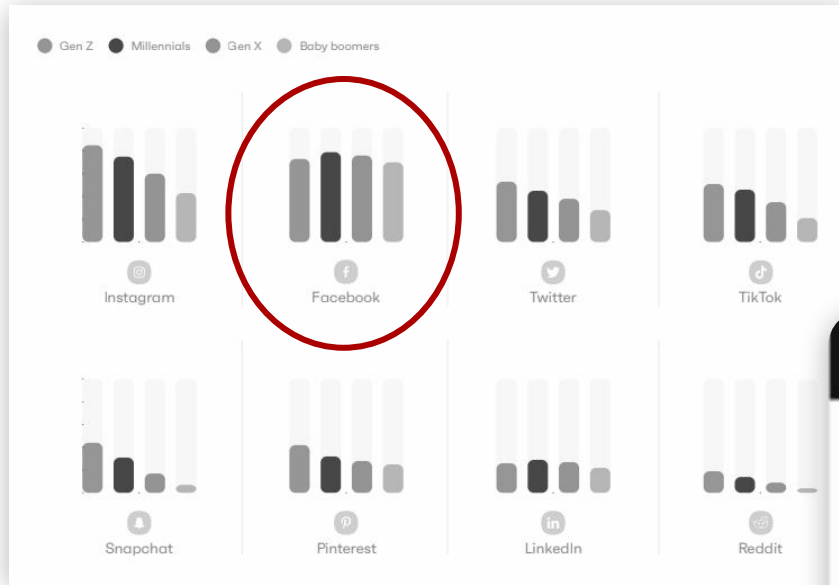 Gen Z Millennials Gen X Baby boomers
Instagram Facebook Twitter TikTok
Snapchat Pinterest LinkedIn Reddit